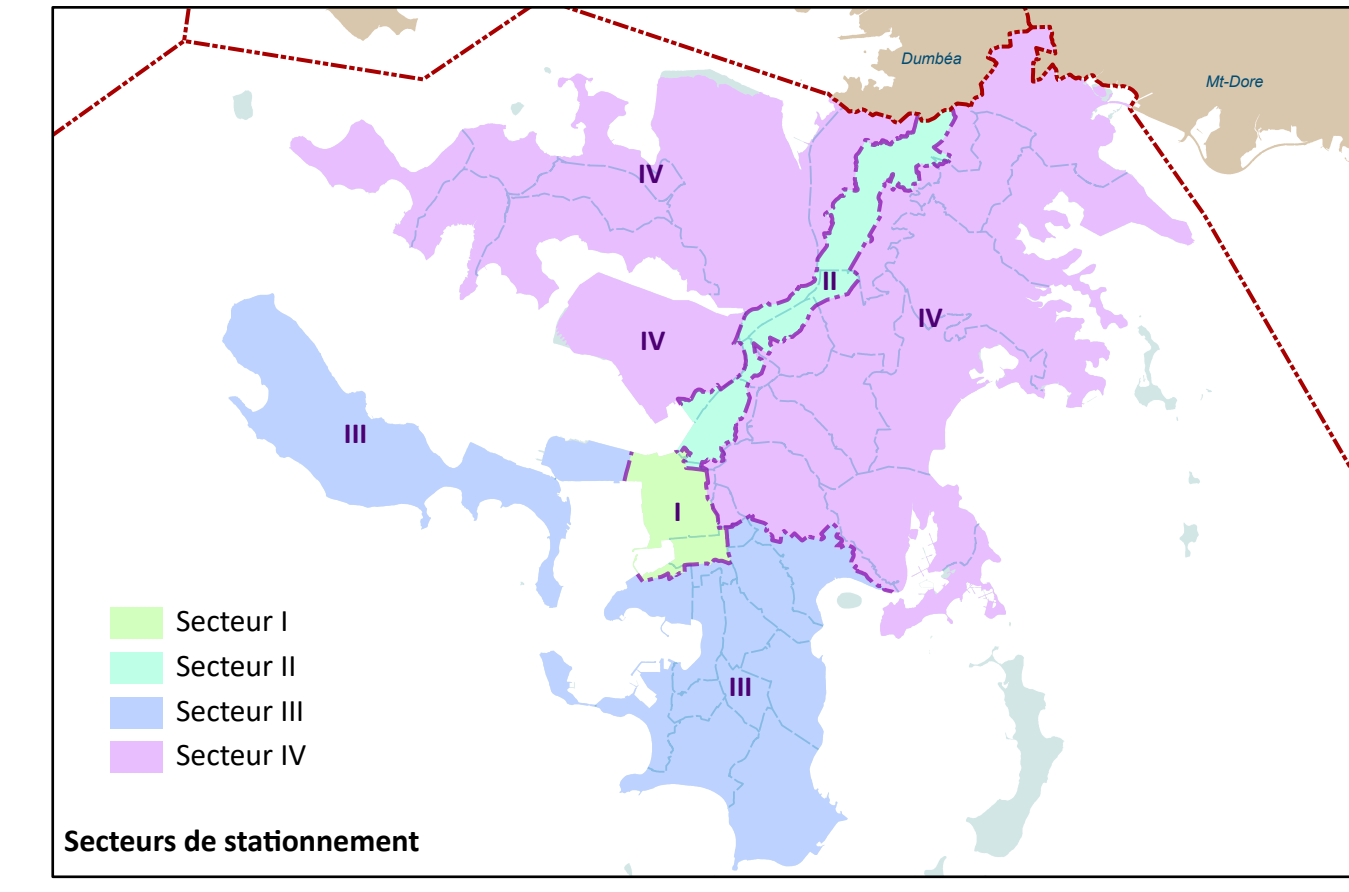 Dumbéa
Mt-Dore
IV
II
IV
IV
III
I
III
Secteur I
Secteur II
Secteur III
Secteur IV
Secteurs de stationnement